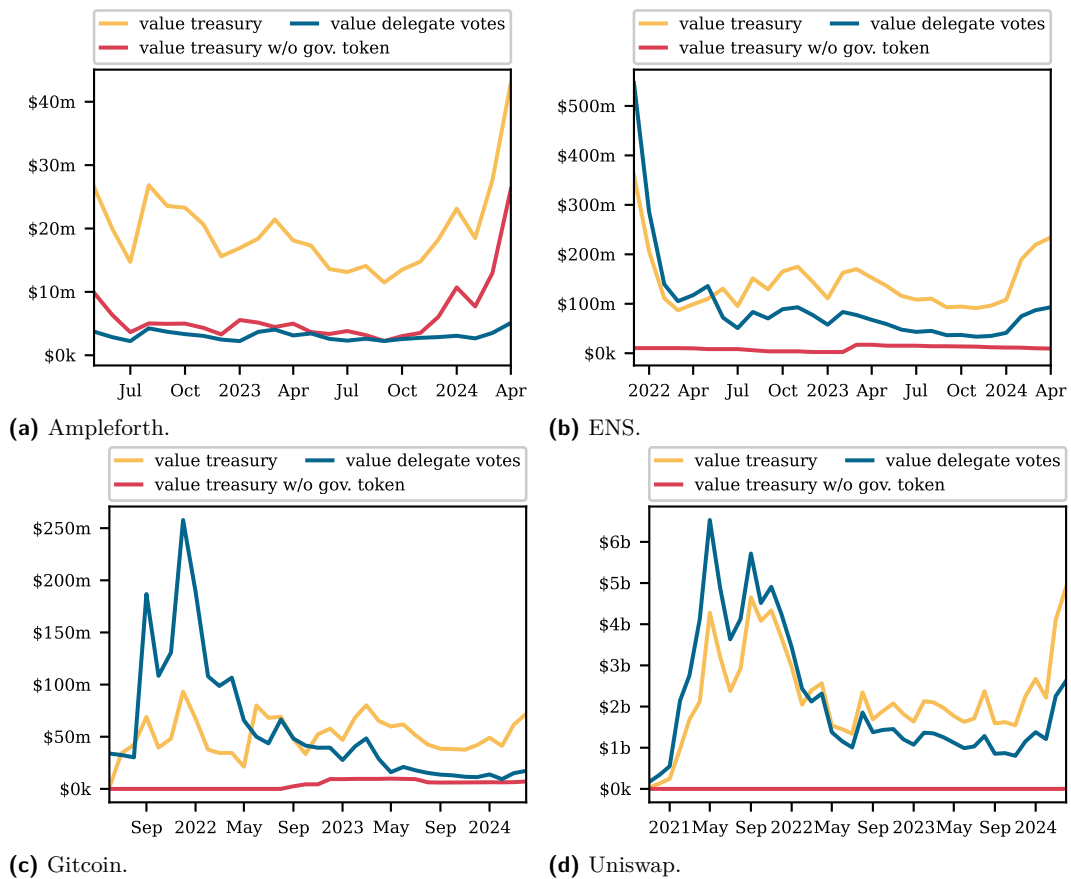 value treasury value delegate votes
value treasury w/o gov. token
$40m
$30m
$20m
$10m
$0k
Jul Oct 2023 Apr Jul Oct 2024 Apr
(a) Ampleforth.
value treasury value delegate votes
value treasury w/o gov. token
$500m
$400m
$300m
$200m
$100m
$0k
2022 Apr Jul Oct 2023 Apr Jul Oct 2024 Apr
(b) ENS.
value treasury value delegate votes
value treasury w/o gov. token
$250m
$200m
$150m
$100m
$50m
$0k
Sep 2022 May Sep 2023 May Sep 2024
(c) Gitcoin.
value treasury value delegate votes
value treasury w/o gov. token
$6b
$5b
$4b
$3b
$2b
$1b
$0k
2021 May Sep 2022 May Sep 2023 May Sep 2024
(d) Uniswap.